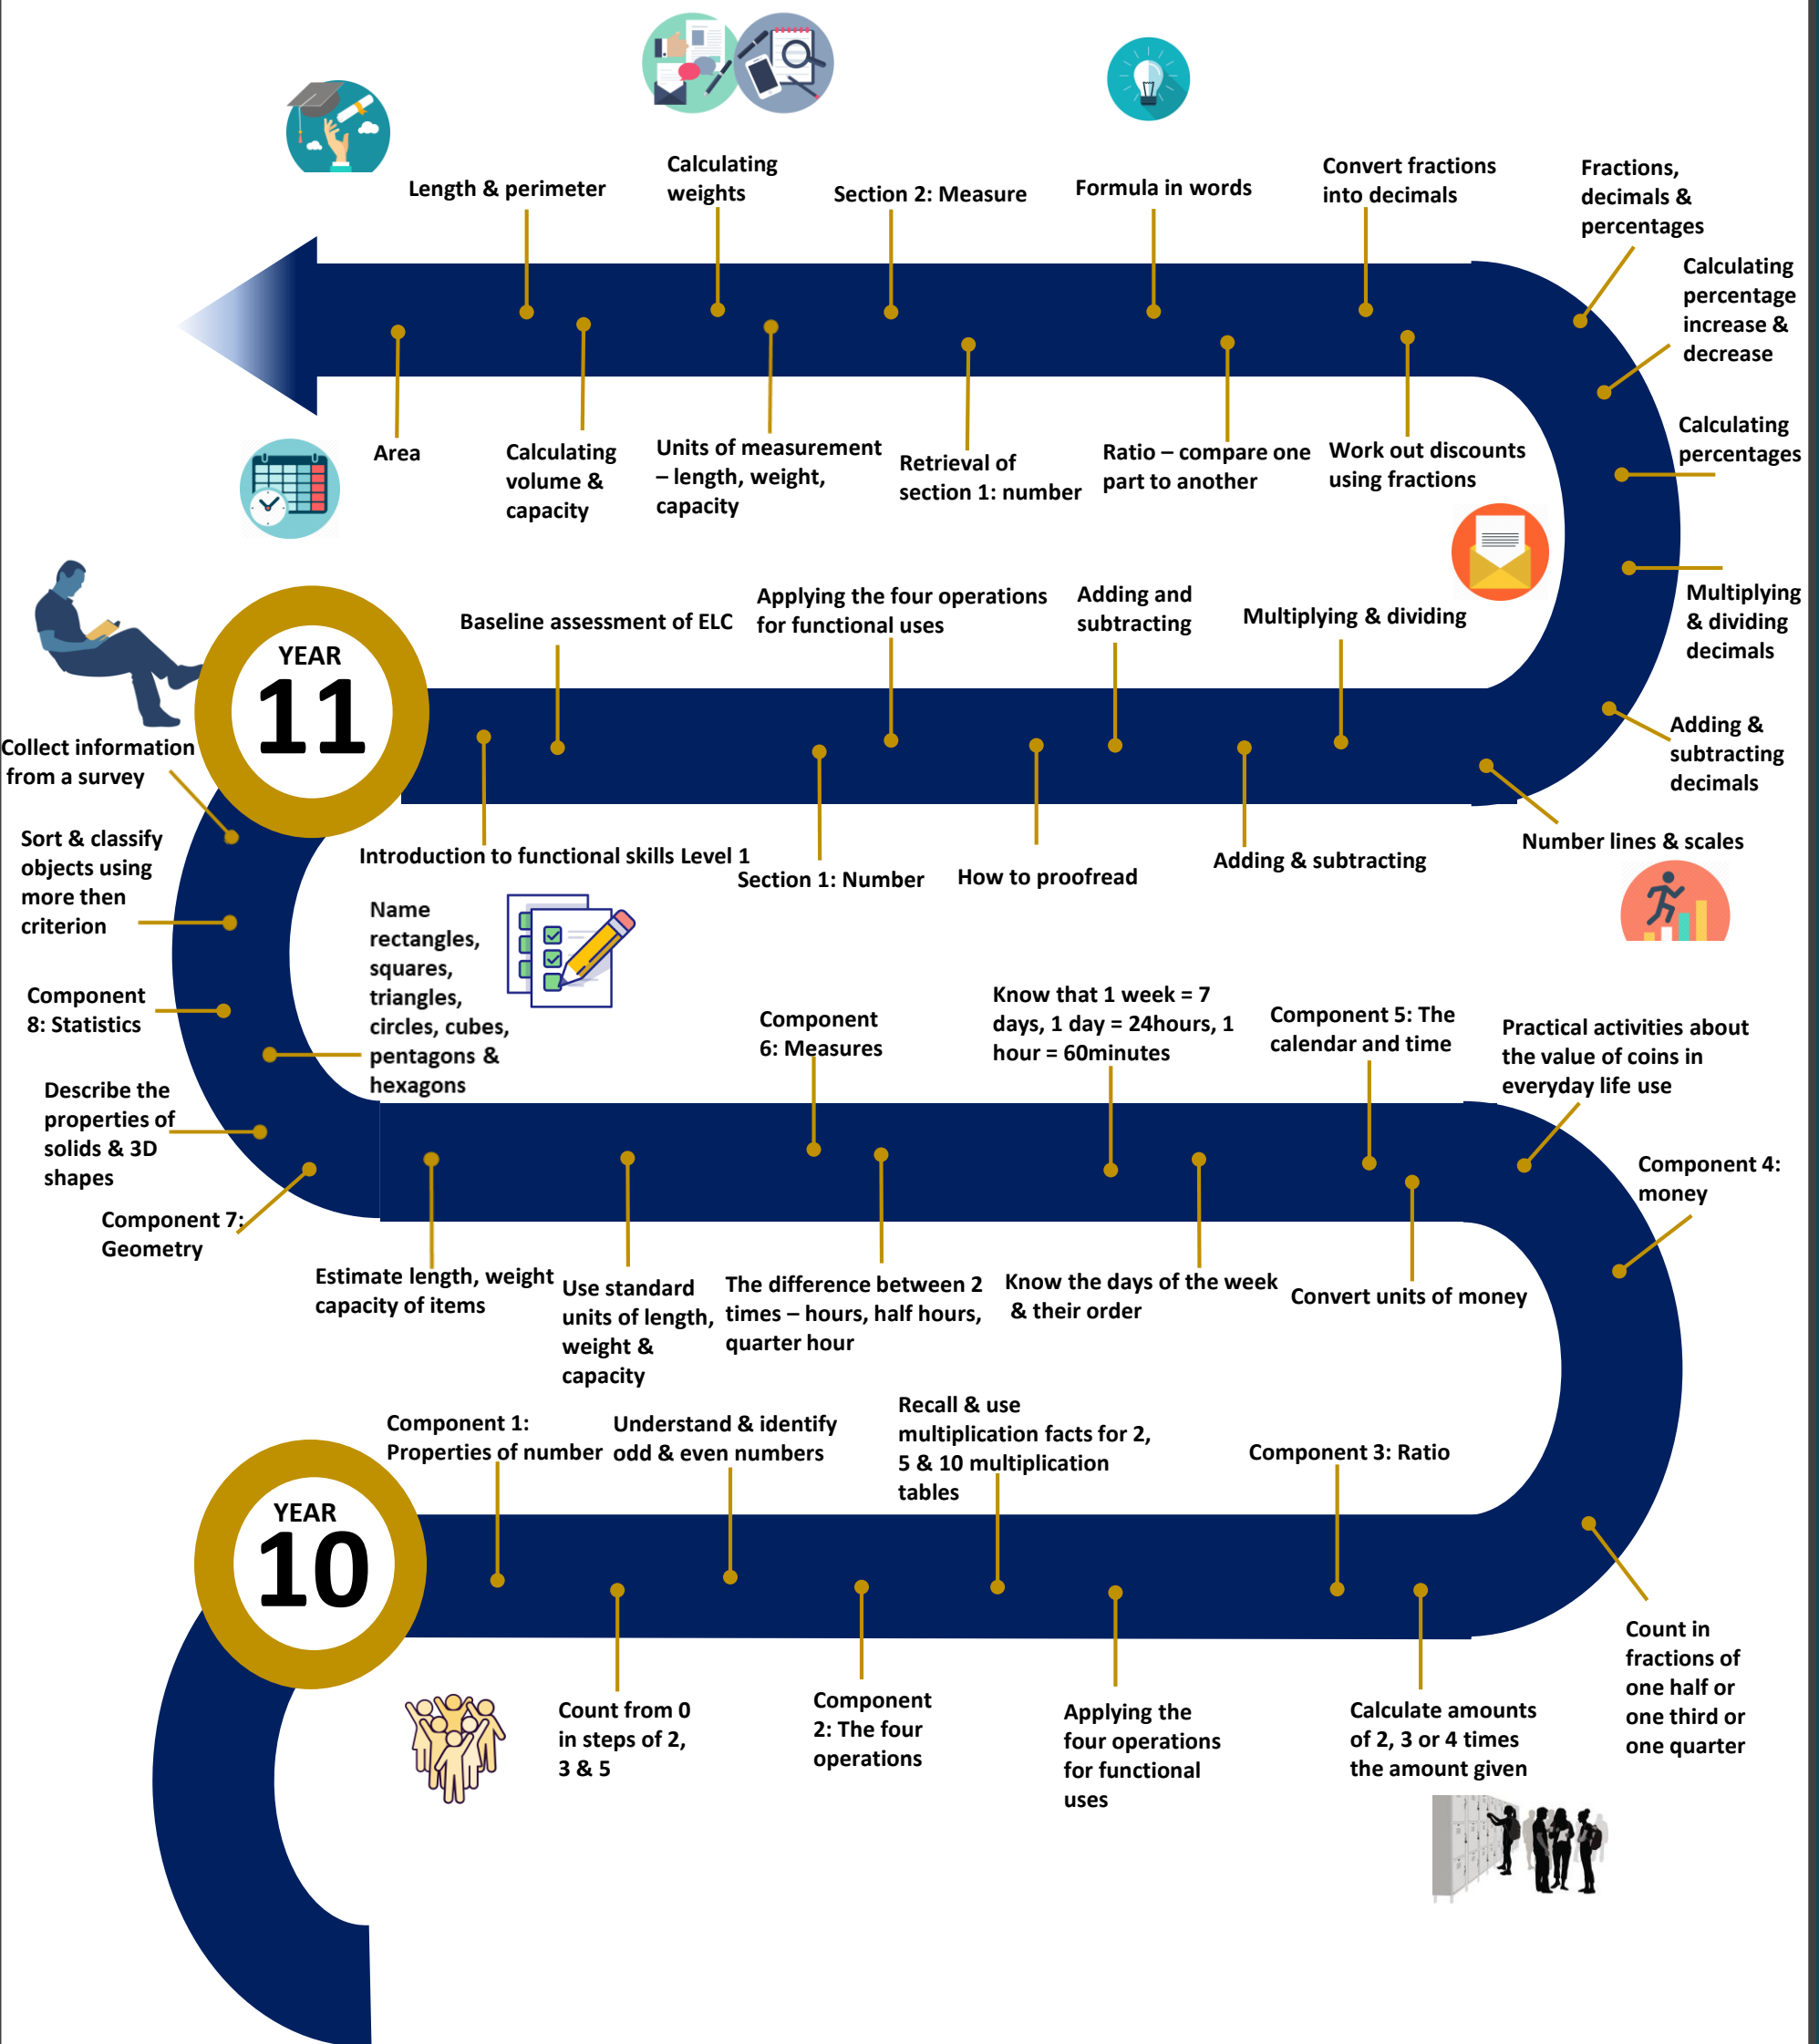 Length & perimeter
Calculating
weights
Section 2: Measure
Formula in words
Convert fractions
into decimals
Fractions,
decimals &
percentages
Calculating
percentage
increase &
decrease
Calculating
percentages
Area
Calculating
volume &
capacity
Units of measurement
– length, weight,
capacity
Retrieval of
section 1: number
Ratio – compare one
part to another
Work out discounts
using fractions
Multiplying
& dividing
decimals
Adding &
subtracting
decimals
YEAR
11
Baseline assessment of ELC
Applying the four operations
for functional uses
Adding and
subtracting
Multiplying & dividing
Introduction to functional skills Level 1
Section 1: Number
How to proofread
Adding & subtracting
Number lines & scales
Collect information
from a survey
Sort & classify
objects using
more then
criterion
Component
8: Statistics
Name
rectangles,
squares,
triangles,
circles, cubes,
pentagons &
hexagons
Describe the
properties of
solids & 3D
shapes
Component 7:
Geometry
Component
6: Measures
Know that 1 week = 7
days, 1 day = 24hours, 1
hour = 60minutes
Component 5: The
calendar and time
Practical activities about
the value of coins in
everyday life use
Component 4:
money
Estimate length, weight
capacity of items
Use standard
units of length,
weight &
capacity
The difference between 2
times – hours, half hours,
quarter hour
Know the days of the week
& their order
Convert units of money
YEAR
10
Component 1:
Properties of number
Understand & identify
odd & even numbers
Recall & use
multiplication facts for 2,
5 & 10 multiplication
tables
Component 3: Ratio
Count from 0
in steps of 2,
3 & 5
Component
2: The four
operations
Applying the
four operations
for functional
uses
Calculate amounts
of 2, 3 or 4 times
the amount given
Count in
fractions of
one half or
one third or
one quarter